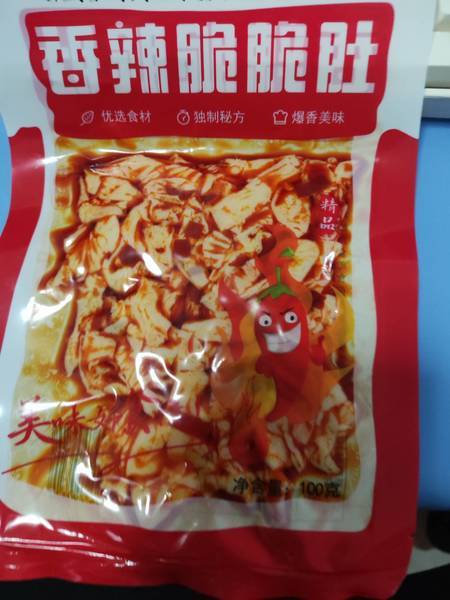 香辣脆脆肚
优选食材 独制秘方 爆香美味
精品
美味
净含量：100克